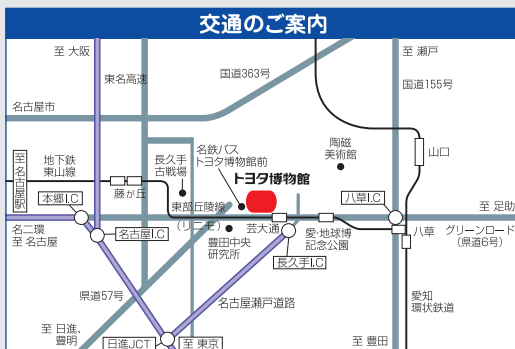 交通のご案内
至 大阪
至 瀬戸
国道363号
東名高速
国道155号
名古屋市
陶磁
美術館
山口
名鉄バス
トヨタ博物館前
長久手
古戦場
地下鉄
東山線
至名古屋駅
トヨタ博物館
藤が丘
本郷I.C
東部丘陵線
(リニモ)
八草I.C
至 足助
名二環
至 名古屋
名古屋I.C
芸大通
愛・地球博
記念公園
八草
グリーンロード
(県道6号)
豊田中央
研究所
長久手I.C
県道57号
名古屋瀬戸道路
愛知
環状鉄道
至 日進、
豊明
日進JCT
至 東京
至 豊田